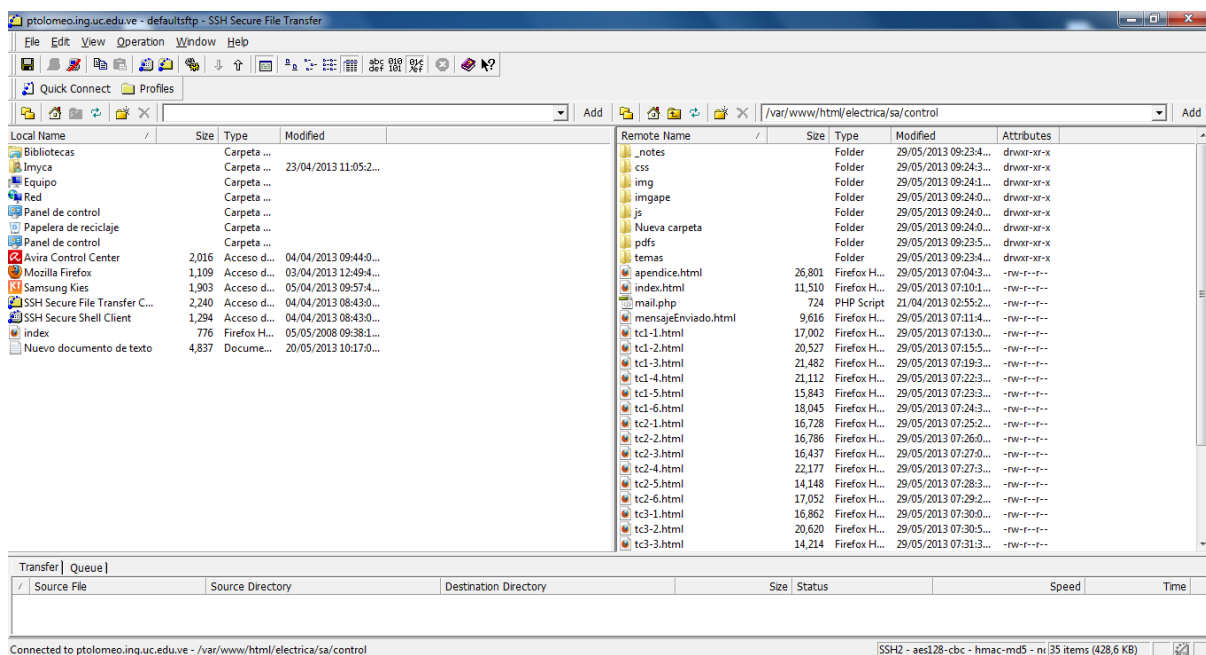 ptolomeo.ing.uc.edu.ve - defaultsftp - SSH Secure File Transfer
File Edit View Operation Window Help
Quick Connect Profiles
Add /var/www/html/electrica/sa/control Add
Local Name / Size Type Modified
Bibliotecas Carpeta ...
Imyca Carpeta ... 23/04/2013 11:05:2...
Equipo Carpeta ...
Red Carpeta ...
Panel de control Carpeta ...
Papelera de reciclaje Carpeta ...
Panel de control Carpeta ...
Avira Control Center 2,016 Acceso d... 04/04/2013 09:44:0...
Mozilla Firefox 1,109 Acceso d... 03/04/2013 12:49:4...
Samsung Kies 1,903 Acceso d... 05/04/2013 09:57:4...
SSH Secure File Transfer C... 2,240 Acceso d... 04/04/2013 08:43:0...
SSH Secure Shell Client 1,294 Acceso d... 04/04/2013 08:43:0...
index 776 Firefox H... 05/05/2008 09:38:1...
Nuevo documento de texto 4,837 Docume... 20/05/2013 10:17:0...
Remote Name / Size Type Modified Attributes
_notes Folder 29/05/2013 09:23:4... drwxr-xr-x
css Folder 29/05/2013 09:24:3... drwxr-xr-x
img Folder 29/05/2013 09:24:1... drwxr-xr-x
imgape Folder 29/05/2013 09:24:0... drwxr-xr-x
js Folder 29/05/2013 09:24:0... drwxr-xr-x
Nueva carpeta Folder 29/05/2013 09:24:0... drwxr-xr-x
pdfs Folder 29/05/2013 09:23:5... drwxr-xr-x
temas Folder 29/05/2013 09:23:4... drwxr-xr-x
apendice.html 26,801 Firefox H... 29/05/2013 07:04:3... -rw-r--r--
index.html 11,510 Firefox H... 29/05/2013 07:10:1... -rw-r--r--
mail.php 724 PHP Script 21/04/2013 02:55:2... -rw-r--r--
mensajeEnviado.html 9,616 Firefox H... 29/05/2013 07:11:4... -rw-r--r--
tc1-1.html 17,002 Firefox H... 29/05/2013 07:13:0... -rw-r--r--
tc1-2.html 20,527 Firefox H... 29/05/2013 07:15:5... -rw-r--r--
tc1-3.html 21,482 Firefox H... 29/05/2013 07:19:3... -rw-r--r--
tc1-4.html 21,112 Firefox H... 29/05/2013 07:22:3... -rw-r--r--
tc1-5.html 15,843 Firefox H... 29/05/2013 07:23:3... -rw-r--r--
tc1-6.html 18,045 Firefox H... 29/05/2013 07:24:3... -rw-r--r--
tc2-1.html 16,728 Firefox H... 29/05/2013 07:25:2... -rw-r--r--
tc2-2.html 16,786 Firefox H... 29/05/2013 07:26:0... -rw-r--r--
tc2-3.html 16,437 Firefox H... 29/05/2013 07:27:0... -rw-r--r--
tc2-4.html 22,177 Firefox H... 29/05/2013 07:27:3... -rw-r--r--
tc2-5.html 14,148 Firefox H... 29/05/2013 07:28:3... -rw-r--r--
tc2-6.html 17,052 Firefox H... 29/05/2013 07:29:2... -rw-r--r--
tc3-1.html 16,862 Firefox H... 29/05/2013 07:30:0... -rw-r--r--
tc3-2.html 20,620 Firefox H... 29/05/2013 07:30:5... -rw-r--r--
tc3-3.html 14,214 Firefox H... 29/05/2013 07:31:3... -rw-r--r--
Transfer Queue
/ Source File Source Directory Destination Directory Size Status Speed Time
Connected to ptolomeo.ing.uc.edu.ve - /var/www/html/electrica/sa/control SSH2 - aes128-cbc - hmac-md5 - nc 35 items (428,6 KB)